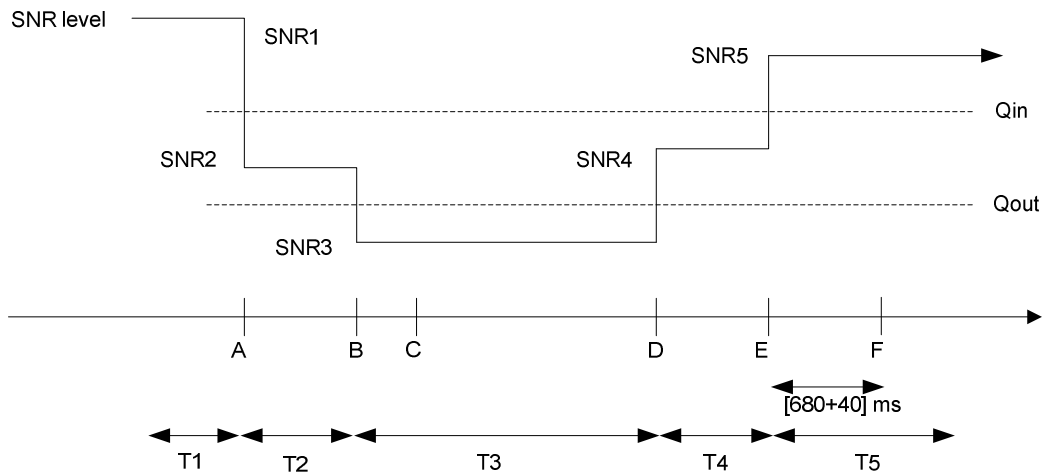 SNR level
SNR1
SNR5
Qin
SNR2
SNR4
Qout
SNR3
A B C D E F
[680+40] ms
T1 T2 T3 T4 T5